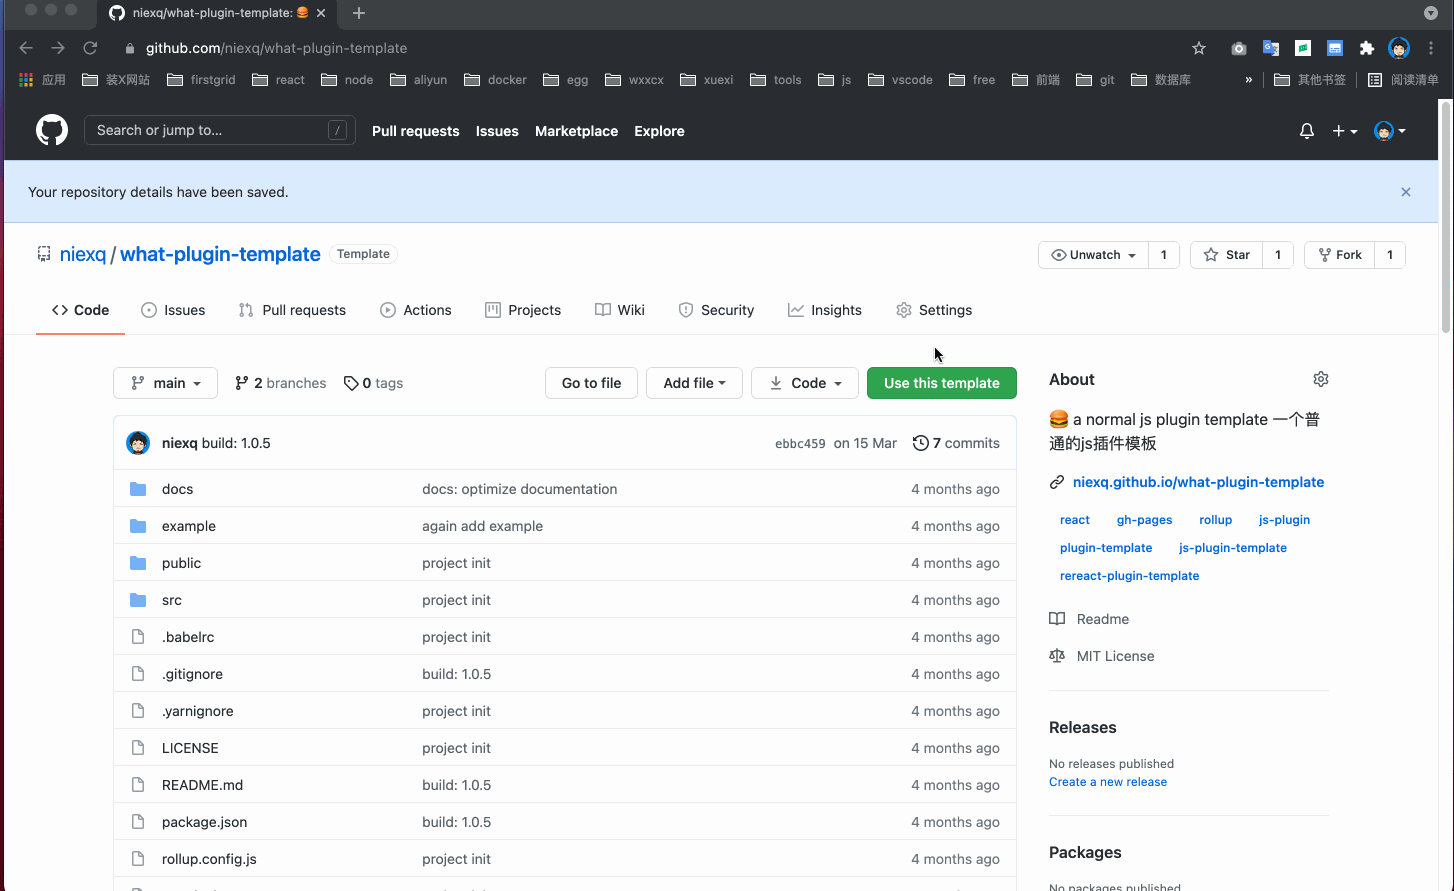 niexq/what-plugin-template: 🍔
github.com/niexq/what-plugin-template
应用 装X网站 firstgrid react node aliyun docker egg wxxcx xuexi tools js vscode free 前端 git 数据库 » 其他书签 阅读清单
Search or jump to... / Pull requests Issues Marketplace Explore
Your repository details have been saved.
niexq / what-plugin-template Template Unwatch 1 Star 1 Fork 1
Code Issues Pull requests Actions Projects Wiki Security Insights Settings
main 2 branches 0 tags Go to file Add file Code Use this template
niexq build: 1.0.5 ebbc459 on 15 Mar 7 commits
docs docs: optimize documentation 4 months ago
example again add example 4 months ago
public project init 4 months ago
src project init 4 months ago
.babelrc project init 4 months ago
.gitignore build: 1.0.5 4 months ago
.yarnignore project init 4 months ago
LICENSE project init 4 months ago
README.md build: 1.0.5 4 months ago
package.json build: 1.0.5 4 months ago
rollup.config.js project init 4 months ago
About
🍔 a normal js plugin template 一个普
通的js插件模板
niexq.github.io/what-plugin-template
react gh-pages rollup js-plugin
plugin-template js-plugin-template
rereact-plugin-template
Readme
MIT License
Releases
No releases published
Create a new release
Packages
No packages published